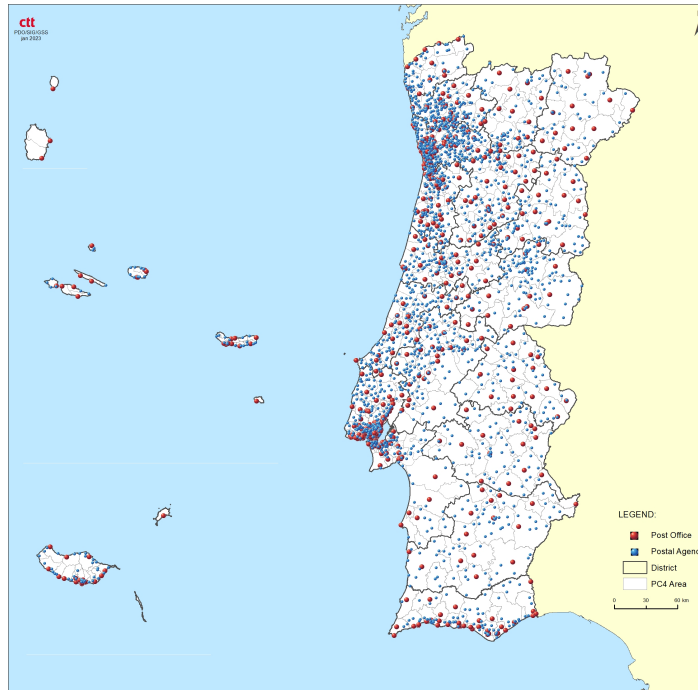 ctt
PDO/SIG/GSS
jan 2023
LEGEND:
Post Office
Postal Agenc
District
PC4 Area
0 30 60 km